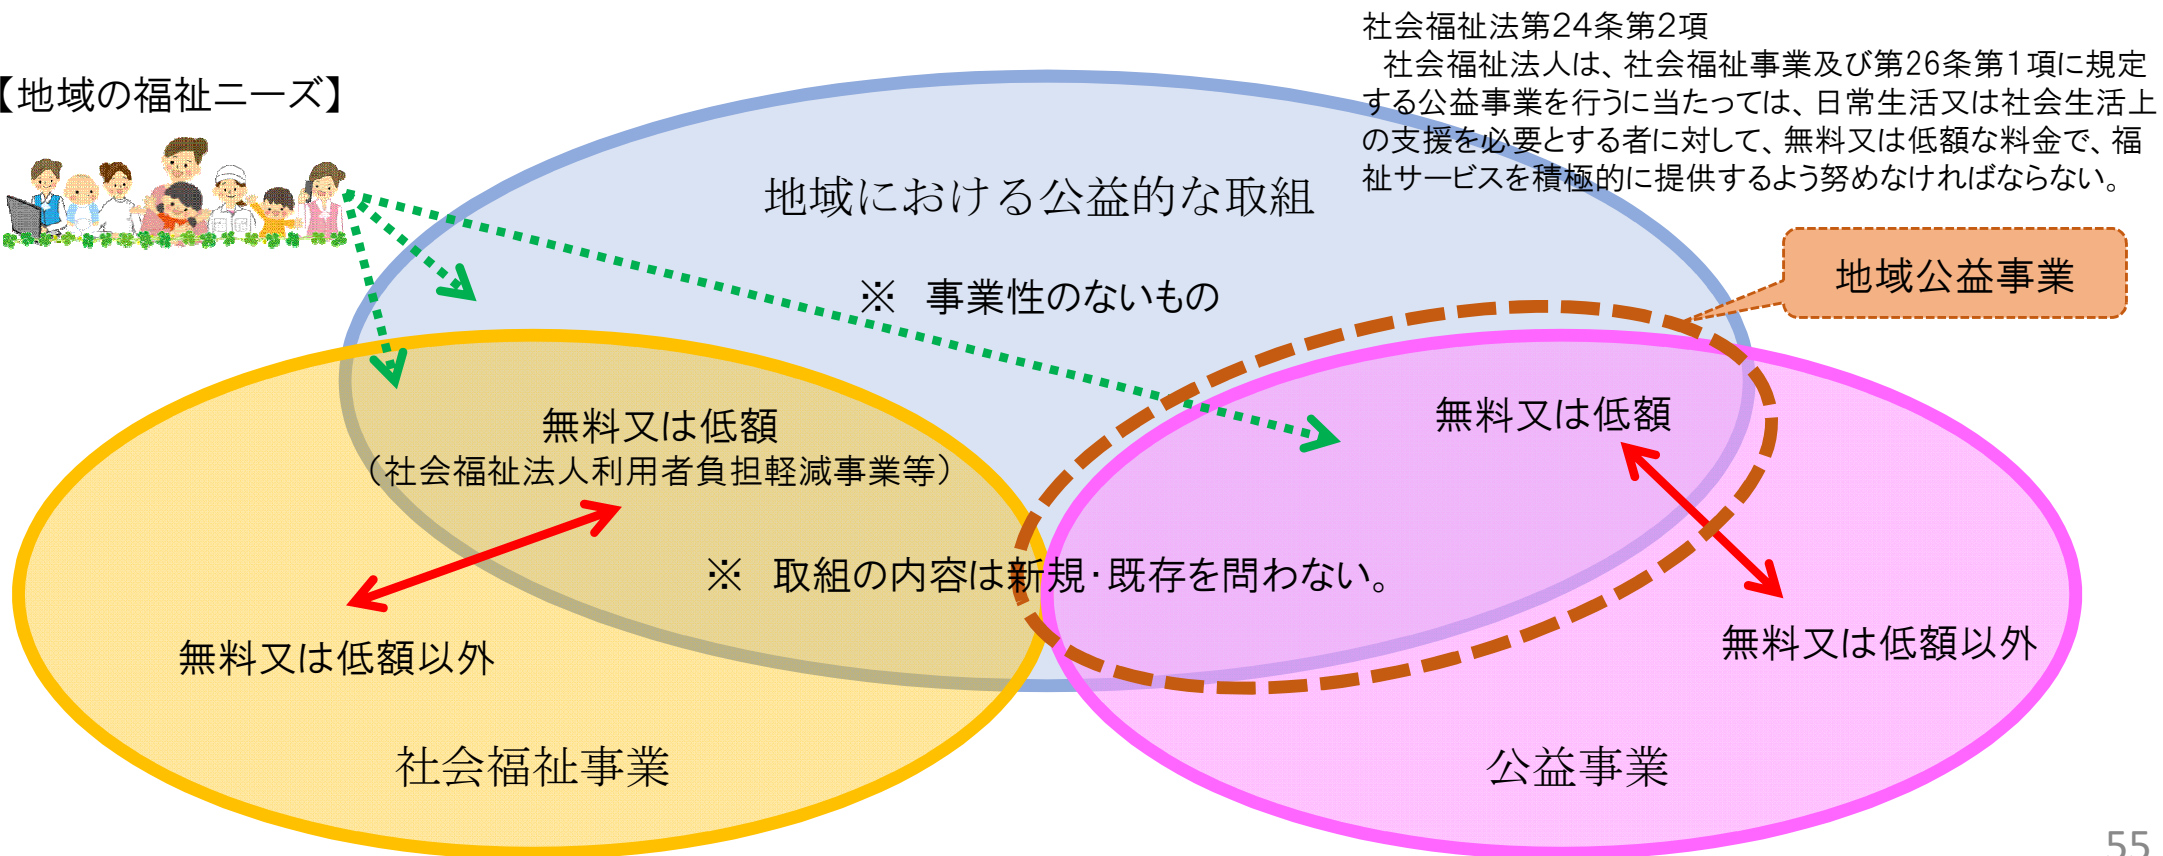 社会福祉法第24条第2項
社会福祉法人は、社会福祉事業及び第26条第1項に規定
する公益事業を行うに当たっては、日常生活又は社会生活上
の支援を必要とする者に対して、無料又は低額な料金で、福
祉サービスを積極的に提供するよう努めなければならない。
【地域の福祉ニーズ】
地域における公益的な取組
地域公益事業
※　事業性のないもの
無料又は低額
（社会福祉法人利用者負担軽減事業等）
無料又は低額
※　取組の内容は新規・既存を問わない。
無料又は低額以外
無料又は低額以外
社会福祉事業
公益事業
55